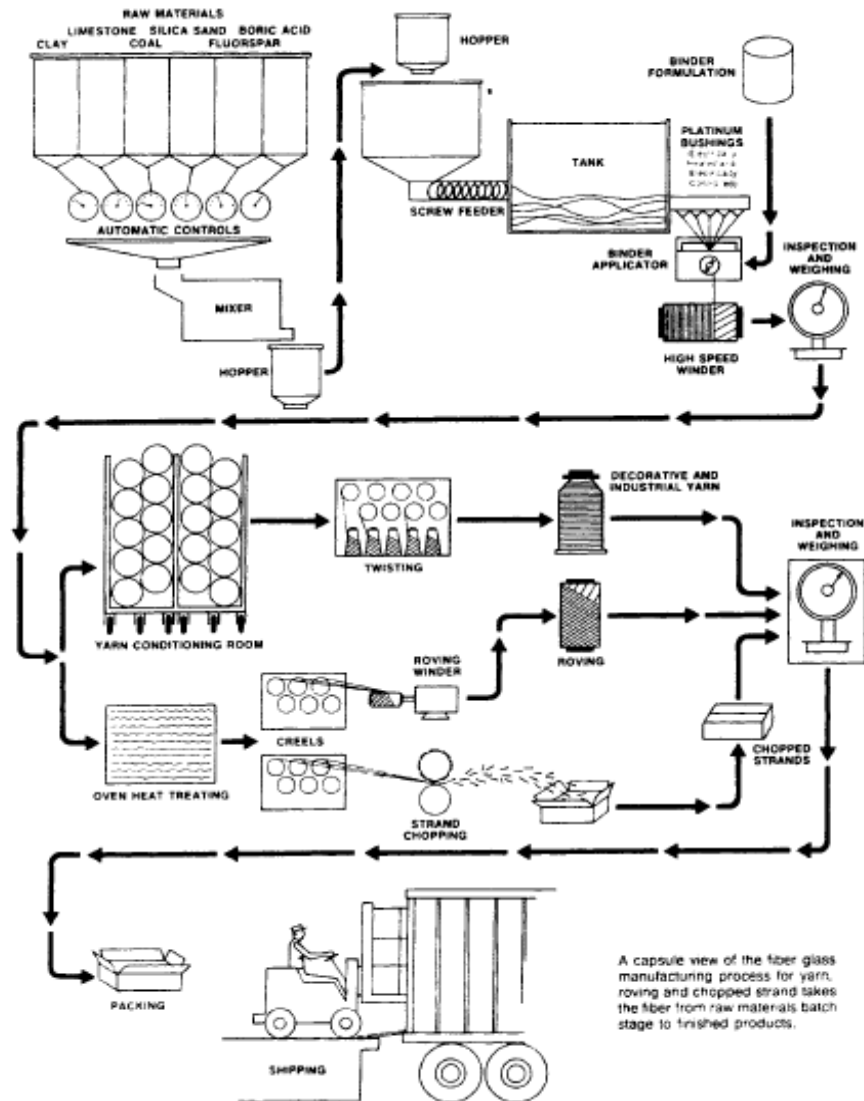 RAW MATERIALS
LIMESTONE SILICA SAND BORIC ACID
CLAY COAL FLUORSPAR
AUTOMATIC CONTROLS
MIXER
HOPPER
HOPPER
SCREW FEEDER
TANK
BINDER
FORMULATION
PLATINUM
BUSHINGS
BINDER
APPLICATOR
HIGH SPEED
WINDER
INSPECTION
AND
WEIGHING
YARN CONDITIONING ROOM
TWISTING
DECORATIVE AND
INDUSTRIAL YARN
INSPECTION
AND
WEIGHING
OVEN HEAT TREATING
CREELS
ROVING
WINDER
ROVING
STRAND
CHOPPING
CHOPPED
STRANDS
PACKING
SHIPPING
A capsule view of the fiber glass
manufacturing process for yarn,
roving and chopped strand takes
the fiber from raw materials batch
stage to finished products.